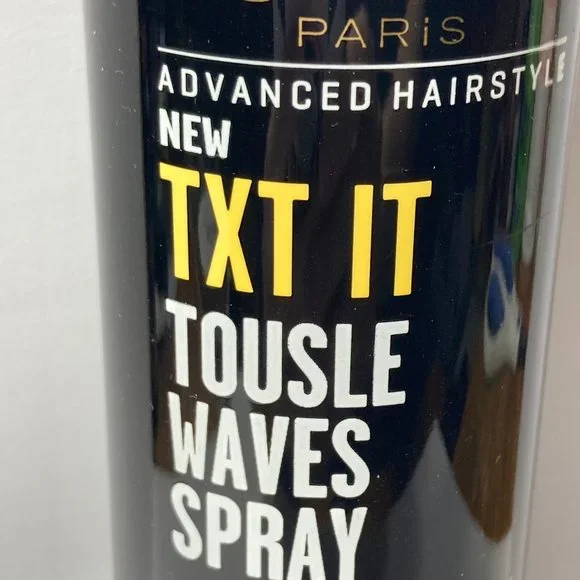 PARiS
ADVANCED HAIRSTYLE
NEW
TXT IT
TOUSLE
WAVES
SPRAY